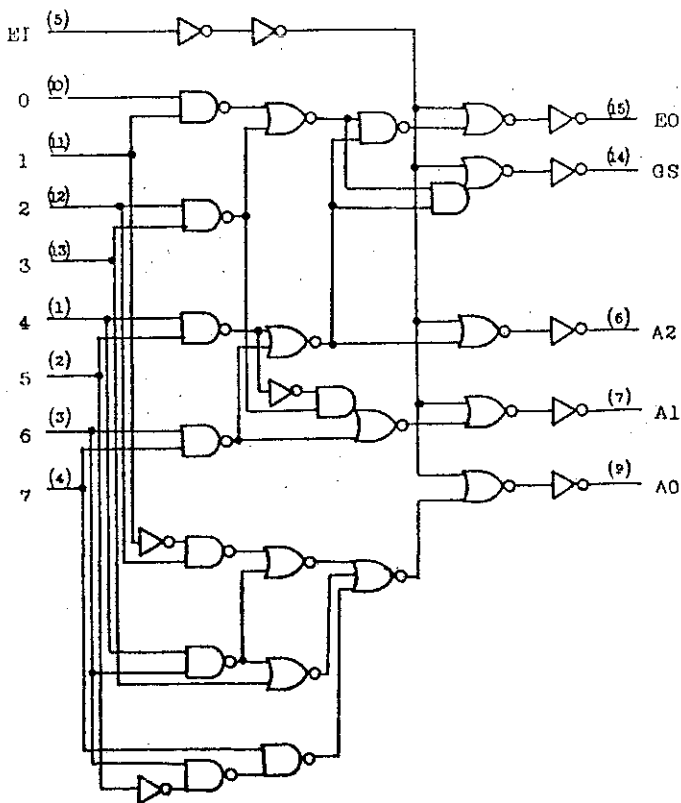 EI (5)
0 (10)
1 (11)
2 (12)
3 (13)
4 (1)
5 (2)
6 (3)
7 (4)
(15) EO
(14) GS
(6) A2
(7) A1
(9) A0